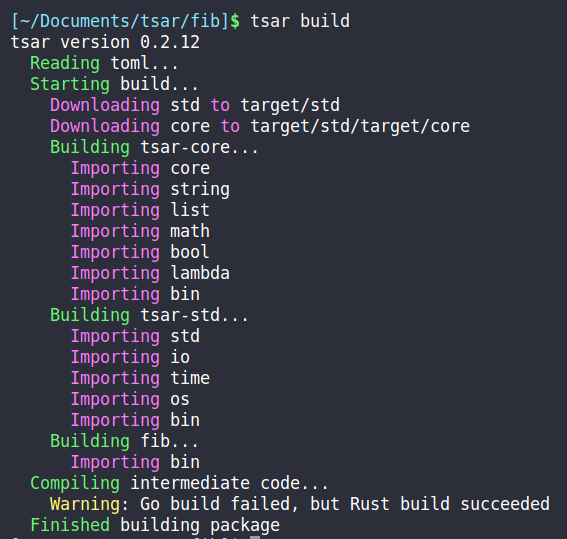 [~/Documents/tsar/fib]$ tsar build
tsar version 0.2.12
Reading toml...
Starting build...
Downloading std to target/std
Downloading core to target/std/target/core
Building tsar-core...
Importing core
Importing string
Importing list
Importing math
Importing bool
Importing lambda
Importing bin
Building tsar-std...
Importing std
Importing io
Importing time
Importing os
Importing bin
Building fib...
Importing bin
Compiling intermediate code...
Warning: Go build failed, but Rust build succeeded
Finished building package